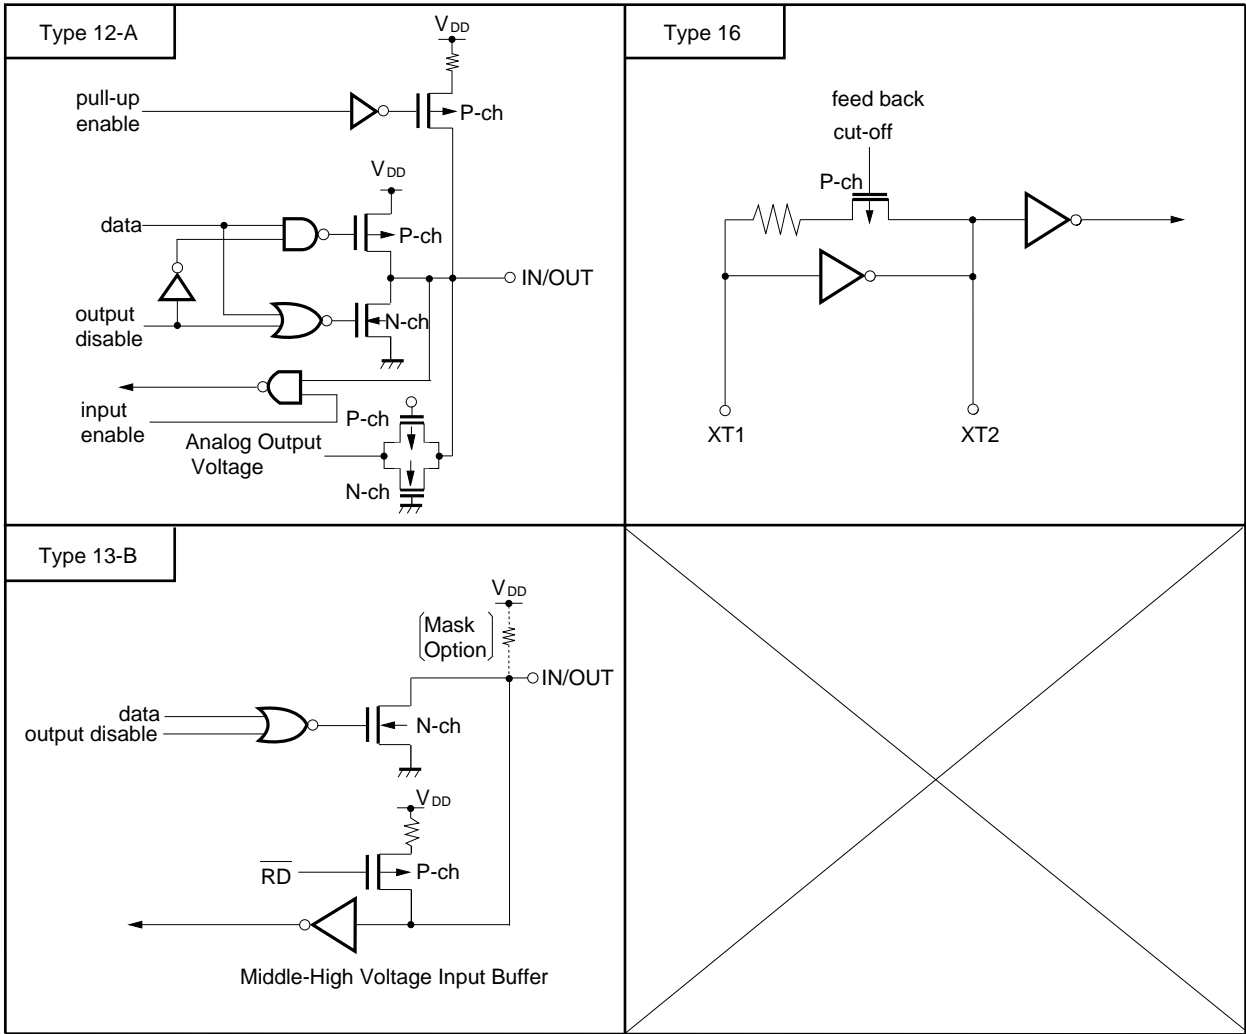 Type 12-A
VDD
pull-up
enable
P-ch
VDD
data
P-ch
IN/OUT
output
disable
N-ch
input
enable
P-ch
Analog Output
Voltage
N-ch
Type 16
feed back
cut-off
P-ch
XT1
XT2
Type 13-B
VDD
Mask
Option
IN/OUT
data
output disable
N-ch
VDD
RD
P-ch
Middle-High Voltage Input Buffer